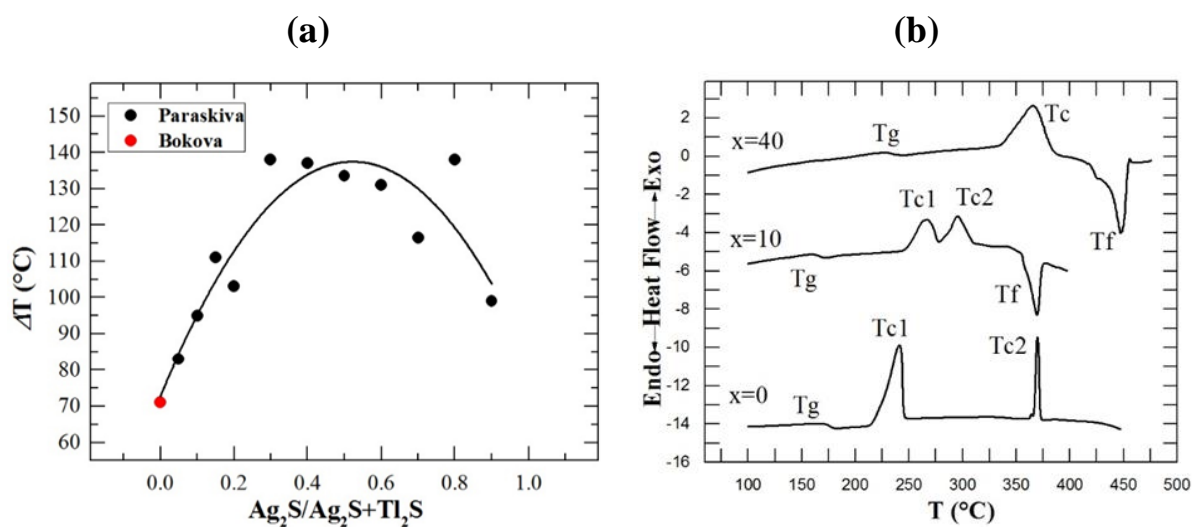 (a)
150
140
130
120
110
100
90
80
70
60
ΔT (°C)
Paraskiva
Bokova
0.0 0.2 0.4 0.6 0.8 1.0
Ag₂S/Ag₂S+Tl₂S
(b)
2
0
-2
-4
-6
-8
-10
-12
-14
-16
Endo←Heat Flow→Exo
x=40
Tg
Tc
Tf
x=10
Tg
Tc1
Tc2
Tf
x=0
Tg
Tc1
Tc2
100 150 200 250 300 350 400 450 500
T (°C)